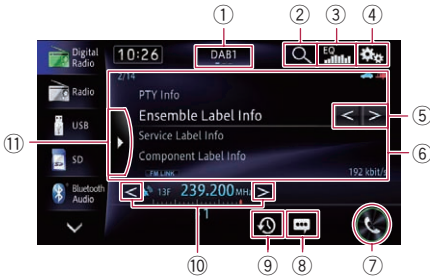 ① ② ③ ④
Digital Radio
10:26
DAB1
EQ
2/14
Radio
PTY Info
Ensemble Label Info
< >
⑤
USB
Service Label Info
⑪
⑥
SD
Component Label Info
FM LINK
192 kbit/s
Bluetooth Audio
< 13F 239.200 MHz >
1
⑩ ⑨ ⑧ ⑦